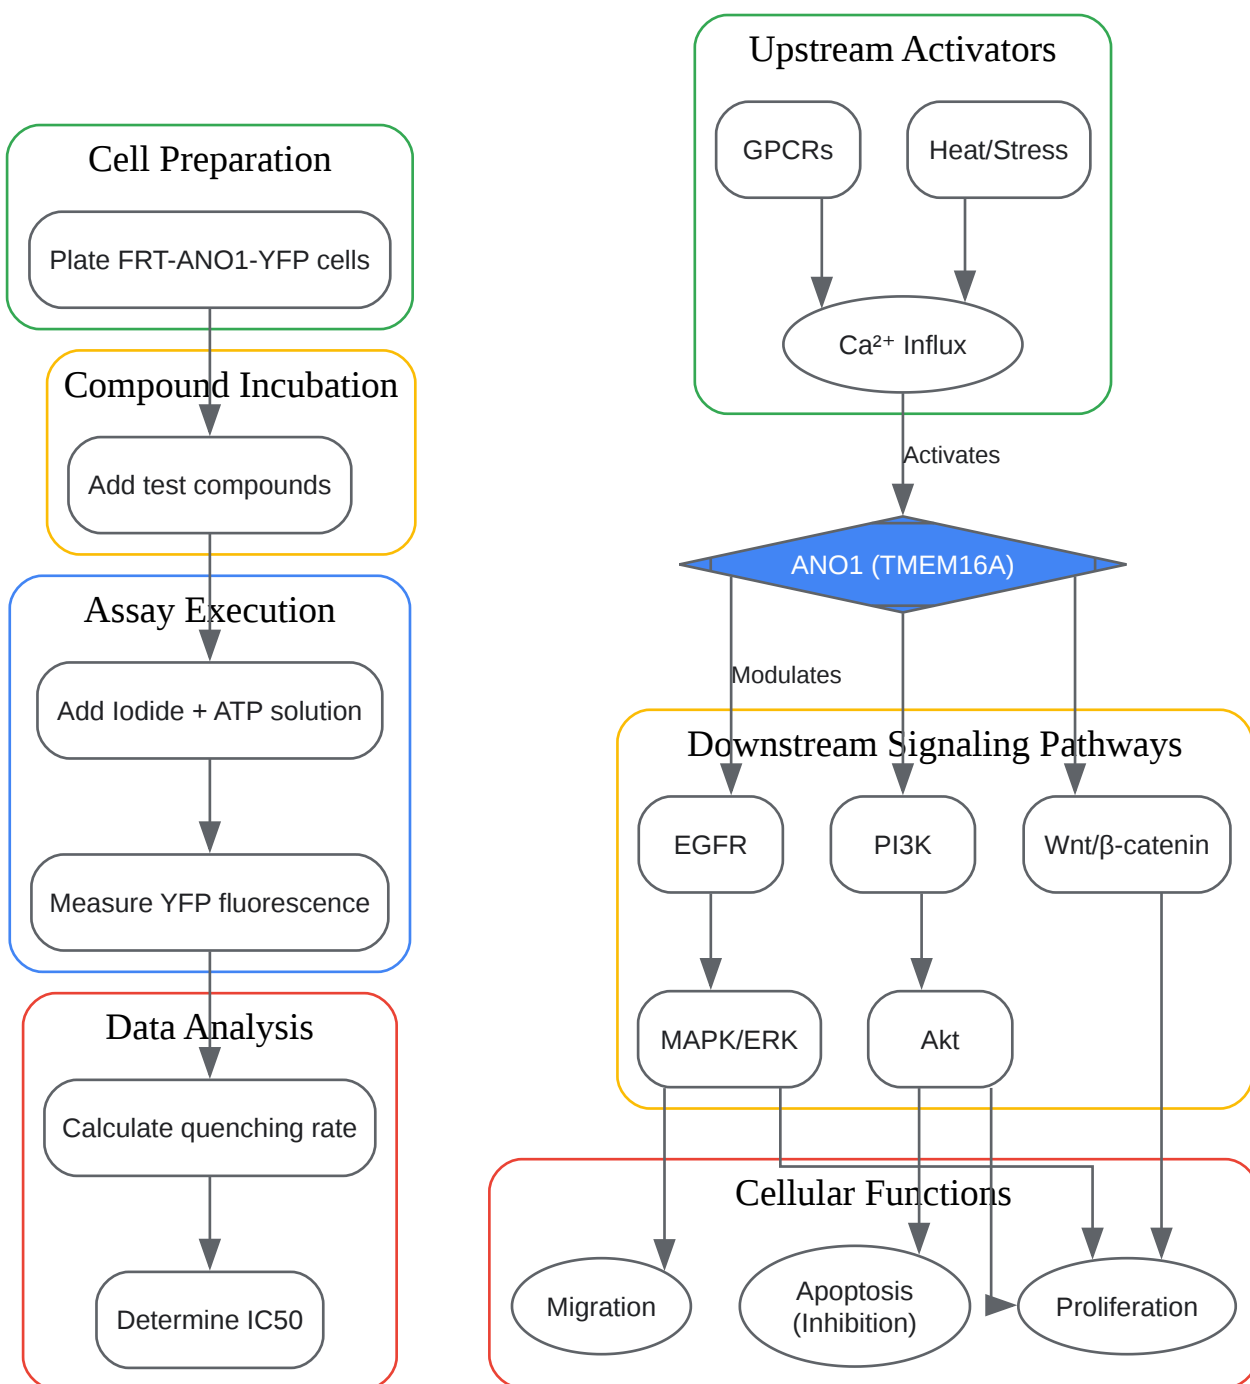 Cell Preparation
Plate FRT-ANO1-YFP cells
Compound Incubation
Add test compounds
Assay Execution
Add Iodide + ATP solution
Measure YFP fluorescence
Data Analysis
Calculate quenching rate
Determine IC50
Upstream Activators
GPCRs
Heat/Stress
Ca²⁺ Influx
Activates
ANO1 (TMEM16A)
Modulates
Downstream Signaling Pathways
EGFR
PI3K
Wnt/β-catenin
MAPK/ERK
Akt
Cellular Functions
Migration
Apoptosis
(Inhibition)
Proliferation